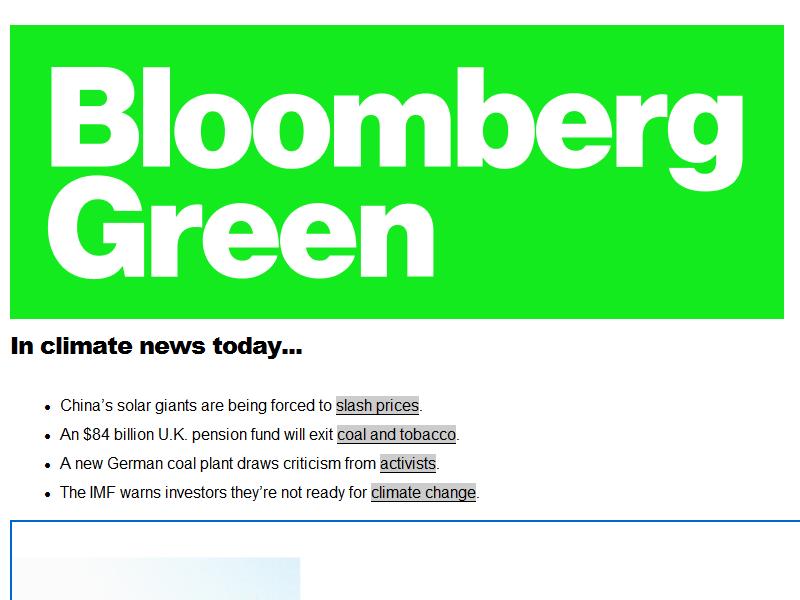 Bloomberg
Green
In climate news today...
• China’s solar giants are being forced to slash prices.
• An $84 billion U.K. pension fund will exit coal and tobacco.
• A new German coal plant draws criticism from activists.
• The IMF warns investors they’re not ready for climate change.